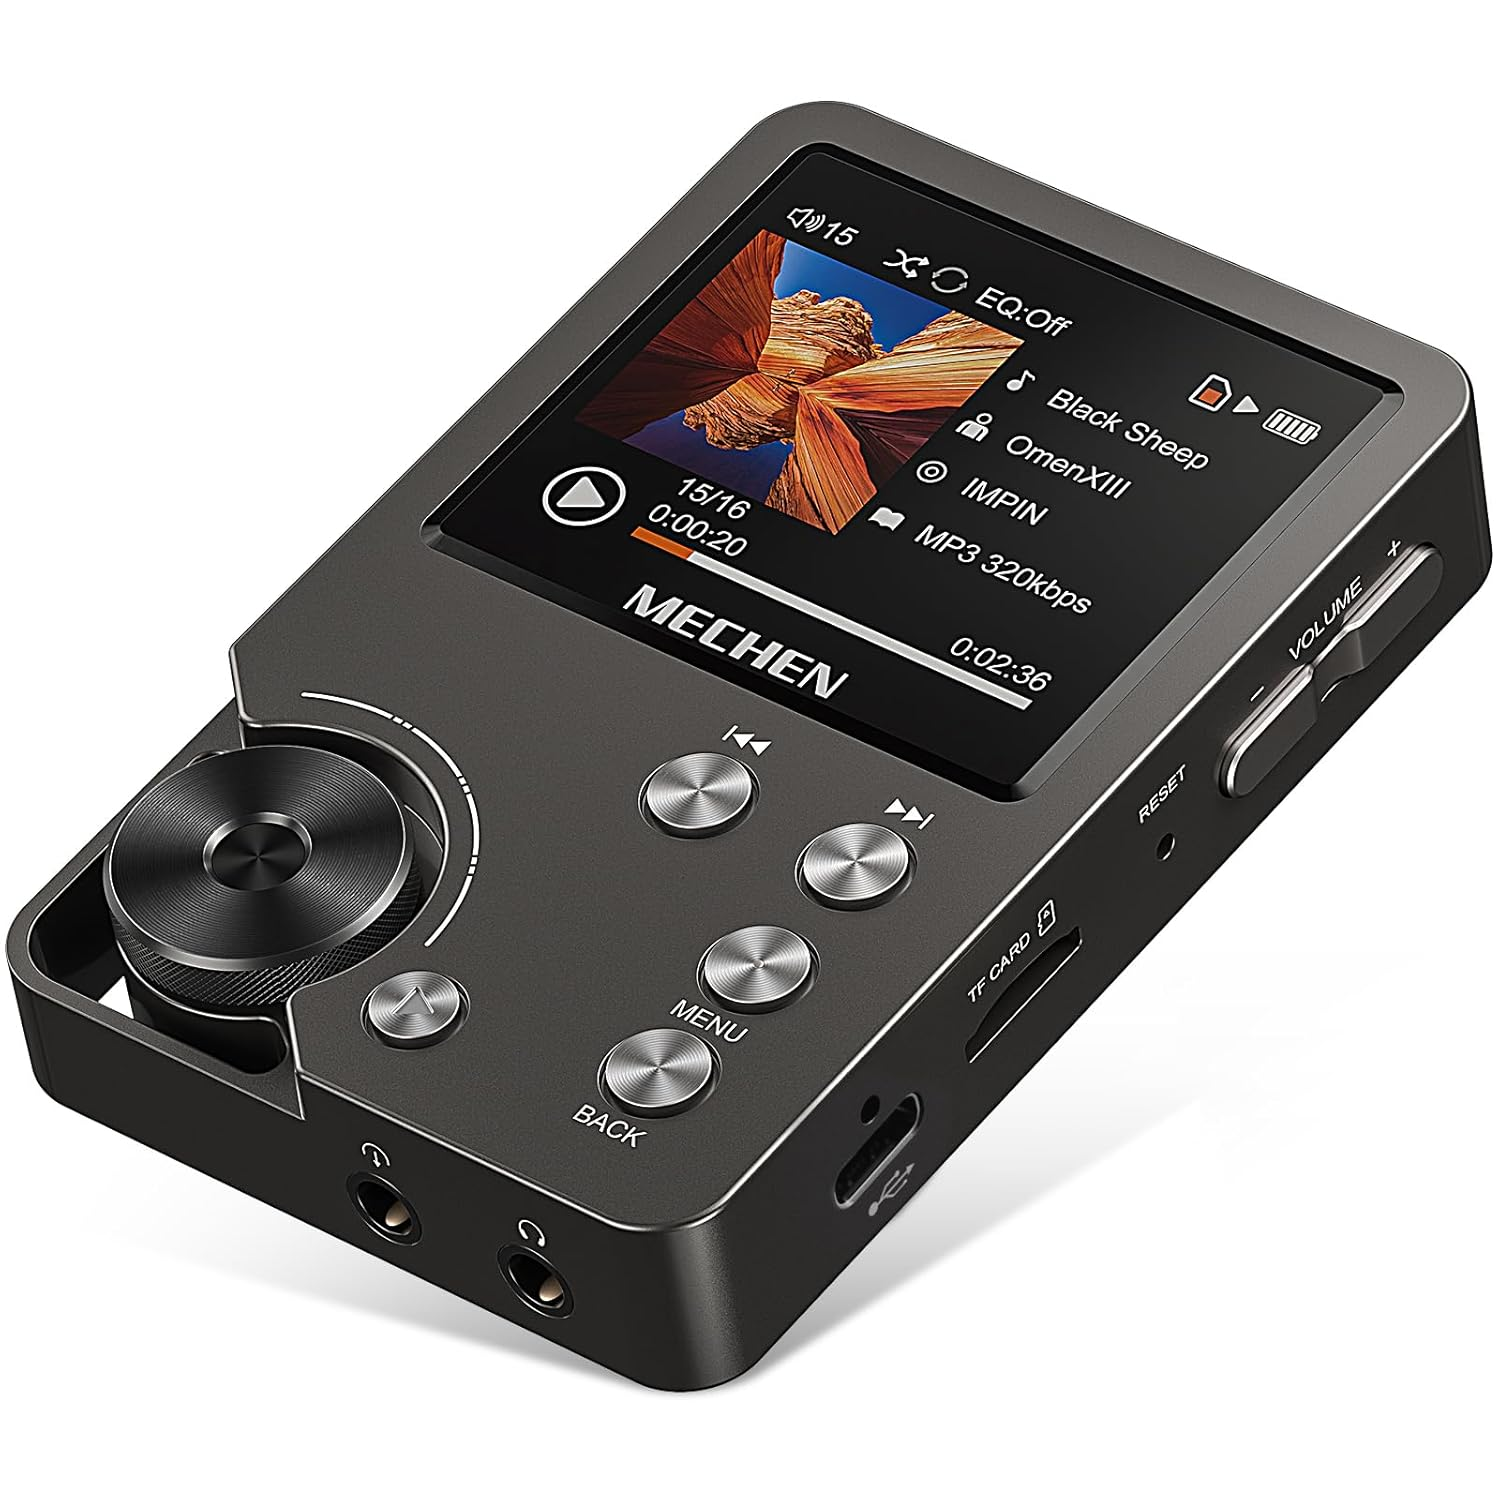 15
EQ:Off
Black Sheep
OmenXIII
IMPIN
MP3 320kbps
15/16
0:00:20
0:02:36
MECHEN
MENU
BACK
VOLUME
+
-
RESET
TF CARD